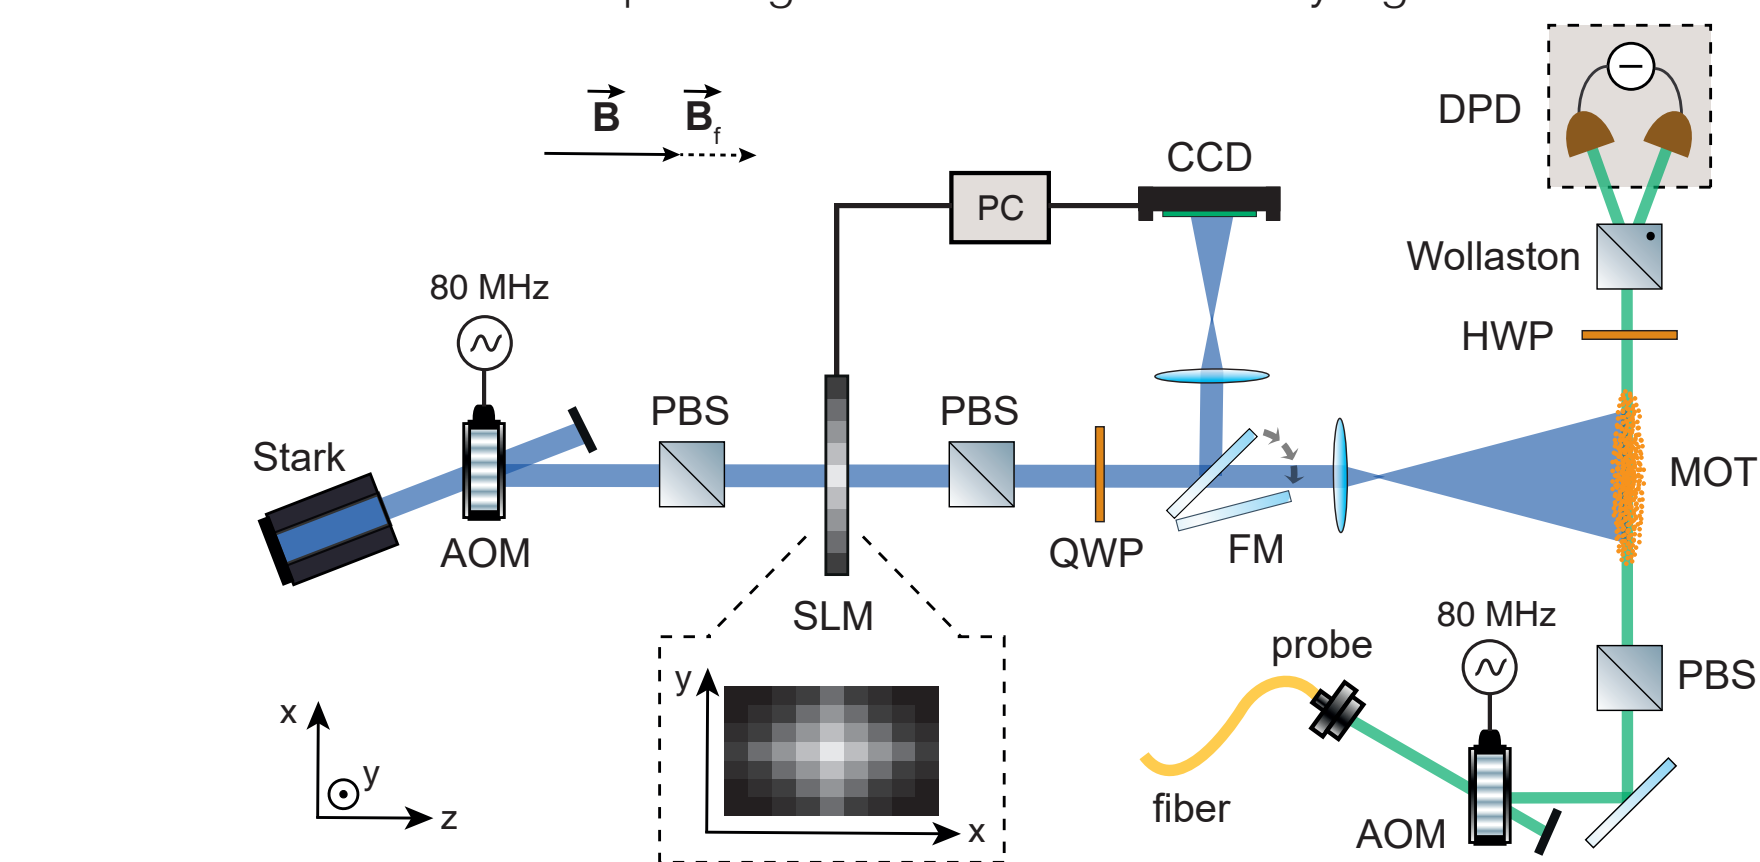 DPD
B B f
CCD
PC
Wollaston
80 MHz
HWP
PBS
PBS
Stark
MOT
AOM
QWP
FM
SLM
80 MHz
probe
PBS
y
x
y
fiber
z
x
AOM